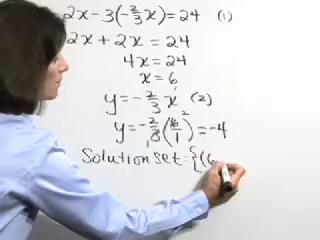 2x-3(-2/3x)=24 (1)
2x+2x=24
4x=24
x=6
y=-2/3x (2)
y=-2/3(6/1)=-4
Solution set: {(6